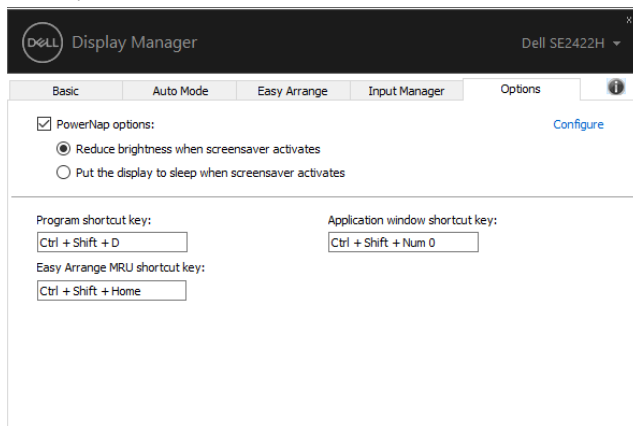 DELL Display Manager
Dell SE2422H
Basic Auto Mode Easy Arrange Input Manager Options
PowerNap options:
Configure
Reduce brightness when screensaver activates
Put the display to sleep when screensaver activates
Program shortcut key:
Application window shortcut key:
Ctrl + Shift + D
Ctrl + Shift + Num 0
Easy Arrange MRU shortcut key:
Ctrl + Shift + Home